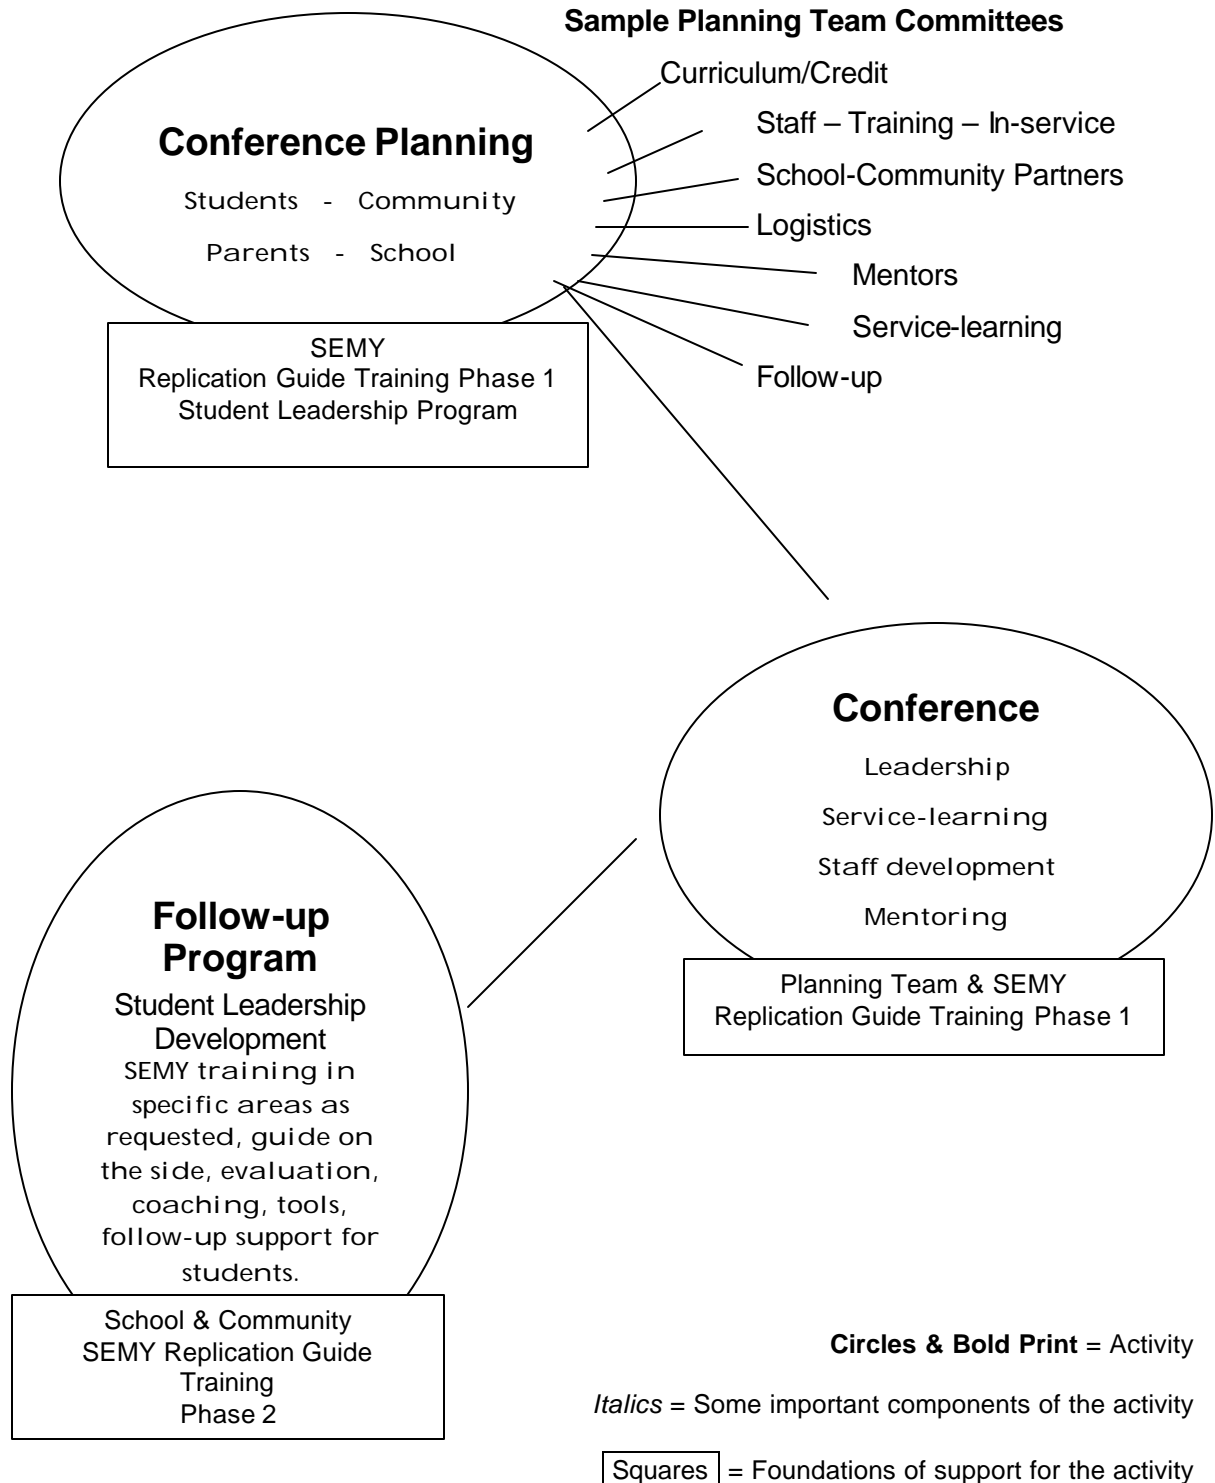 Sample Planning Team Committees
Curriculum/Credit
Staff – Training – In-service
School-Community Partners
Logistics
Mentors
Service-learning
Follow-up
Conference Planning
Students - Community
Parents - School
SEMY
Replication Guide Training Phase 1
Student Leadership Program
Conference
Leadership
Service-learning
Staff development
Mentoring
Planning Team & SEMY
Replication Guide Training Phase 1
Follow-up
Program
Student Leadership
Development
SEMY training in
specific areas as
requested, guide on
the side, evaluation,
coaching, tools,
follow-up support for
students.
School & Community
SEMY Replication Guide
Training
Phase 2
Circles & Bold Print = Activity
Italics = Some important components of the activity
Squares = Foundations of support for the activity